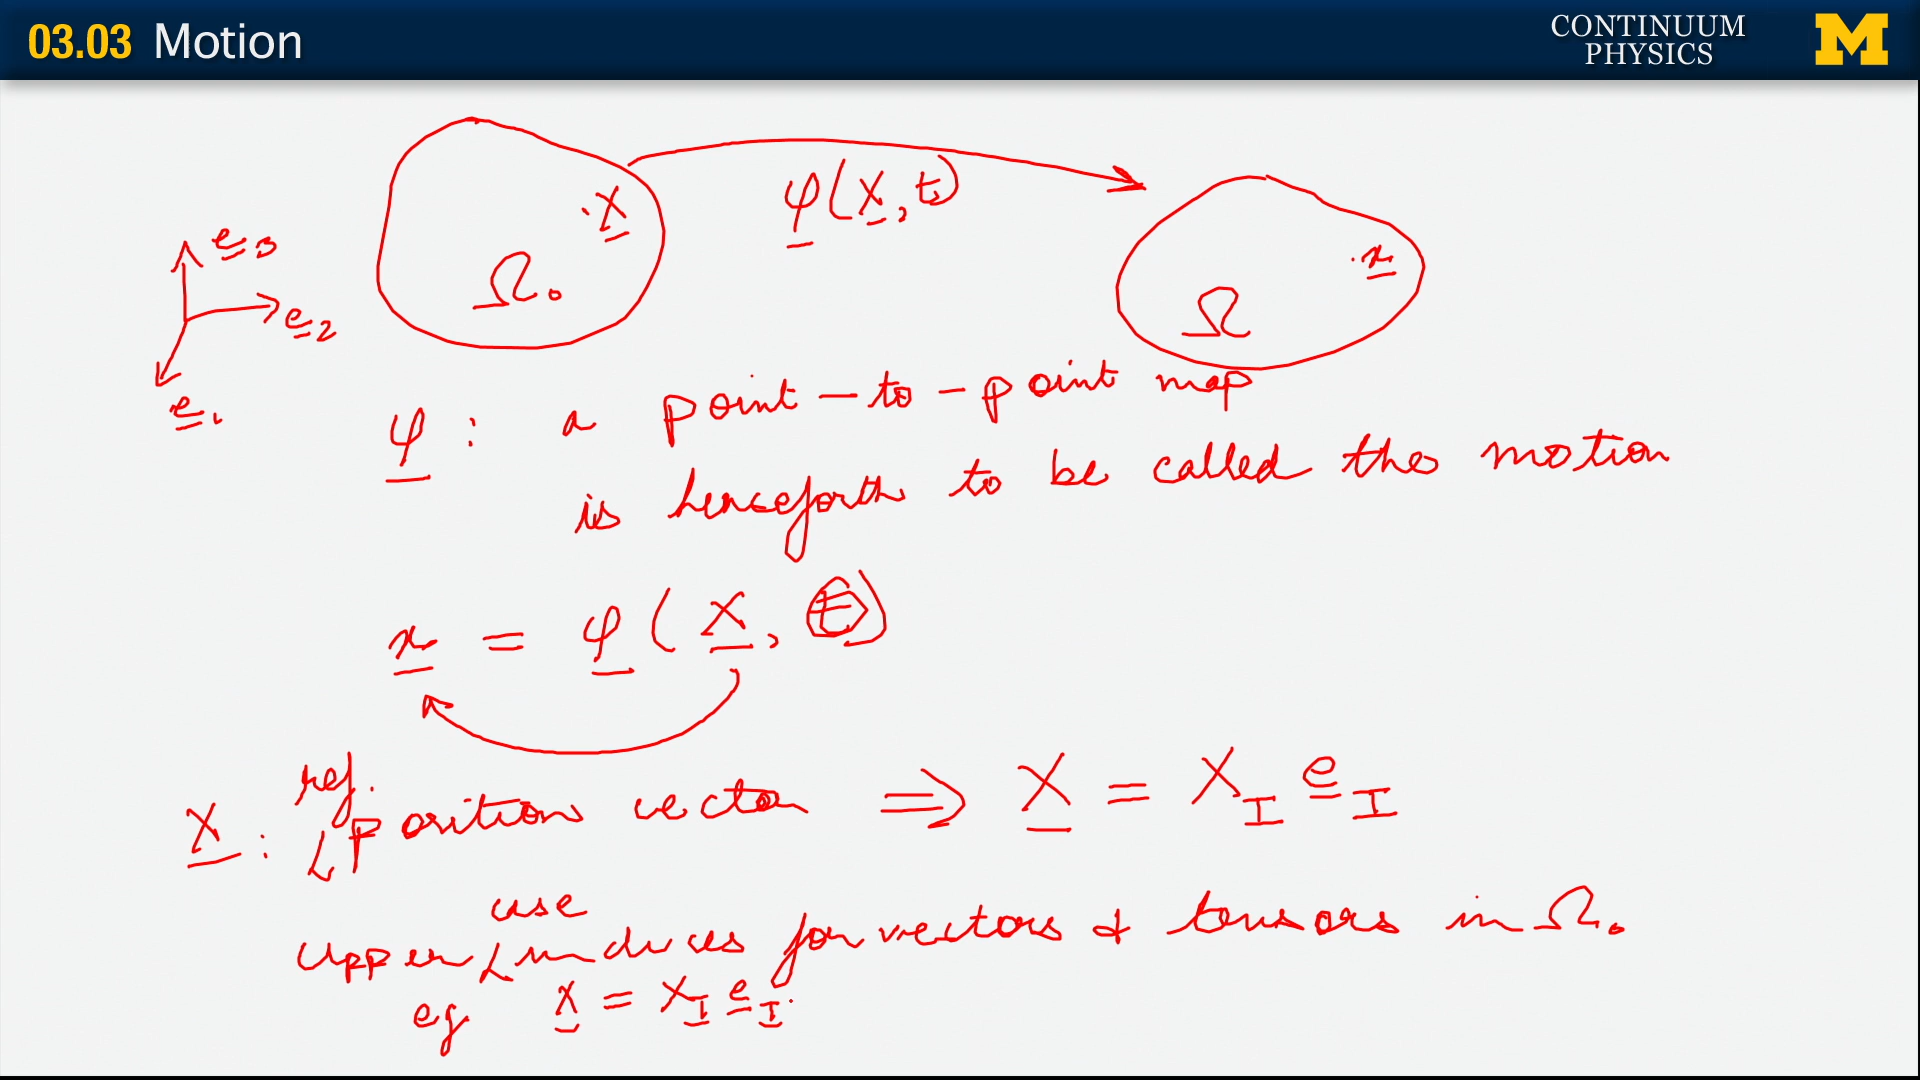 03.03 Motion
CONTINUUM
PHYSICS
M
X
φ(X, t)
e3
Ω0
x
e2
Ω
e1
φ : a point-to-point map
is henceforth to be called the motion
x = φ(X, t)
ref.
X : position vector ⇒ X = X_I e_I
case
Upper indices for vectors & tensors in Ω0
eg X = X_I e_I.